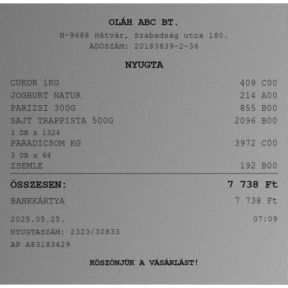 OLÁH ABC BT.
H-9688 Hátvár, Szabadság utca 180.
ADÓSZÁM: 20183839-2-36
NYUGTA
CUKOR 1KG 409 C00
JOGHURT NATUR 214 A00
PARIZSI 300G 855 B00
SAJT TRAPPISTA 500G 2096 B00
3 DB x 1324
PARADICSOM KG 3972 C00
3 DB x 64
ZSEMLE 192 B00
ÖSSZESEN: 7 738 Ft
BANKKÁRTYA 7 738 Ft
2025.05.25. 07:09
NYUGTASZÁM: 2323/30833
AP A83183429
KÖSZÖNJÜK A VÁSÁRLÁST!